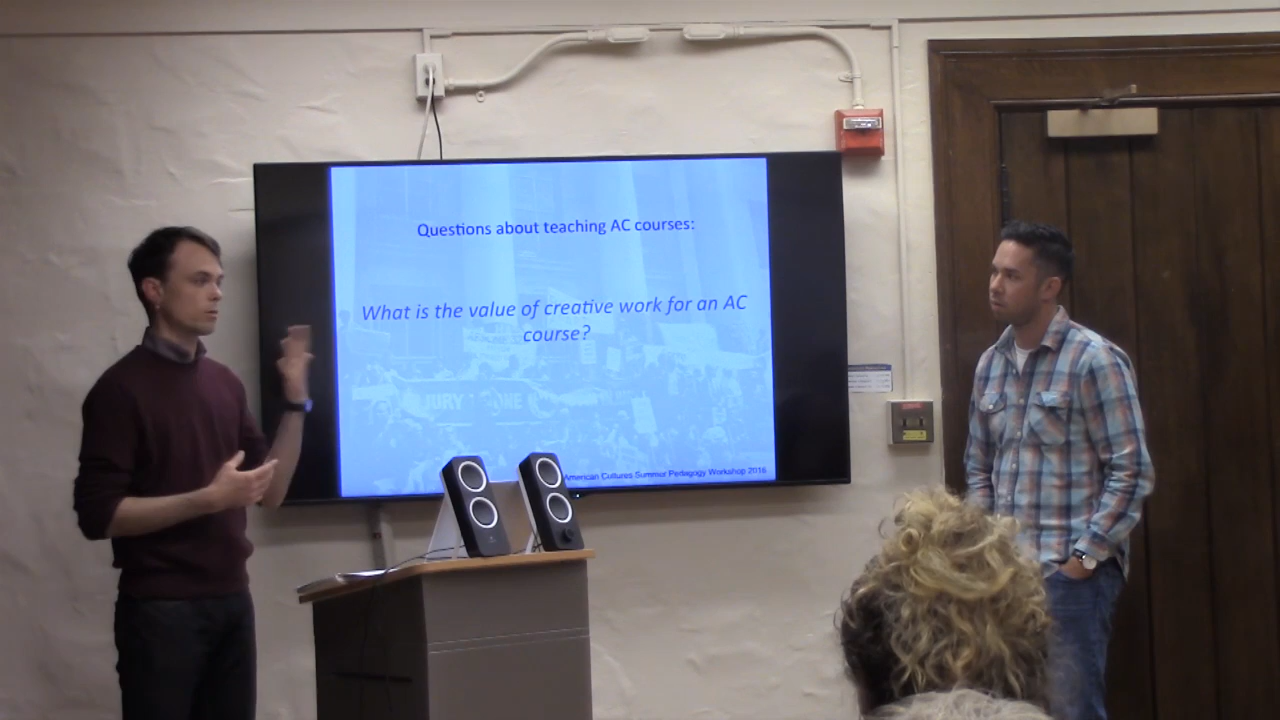 Questions about teaching AC courses:
What is the value of creative work for an AC
course?
American Cultures Summer Pedagogy Workshop 2016